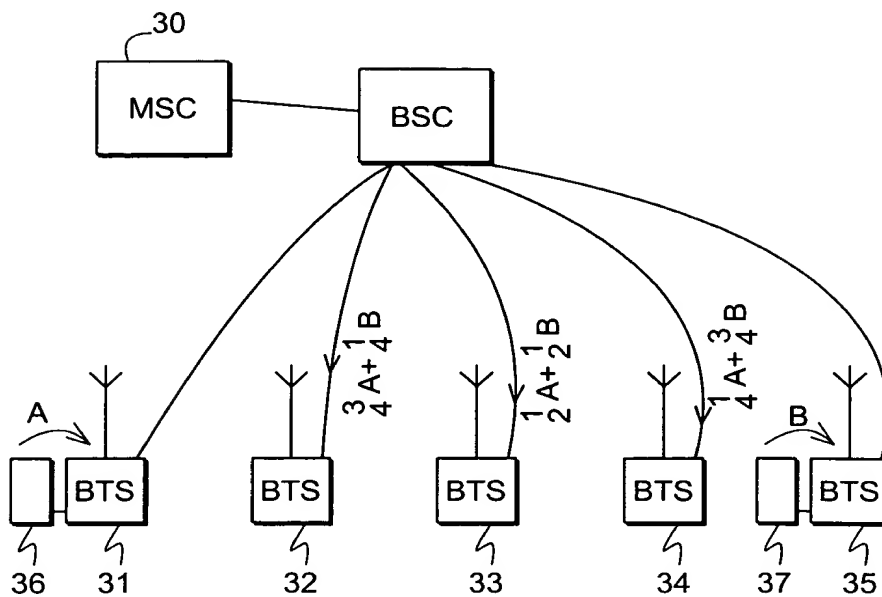 30
MSC
BSC
3/4 A+ 1/4 B
1/2 A+ 1/2 B
1/4 A+ 3/4 B
A
B
BTS
BTS
BTS
BTS
BTS
36
31
32
33
34
37
35